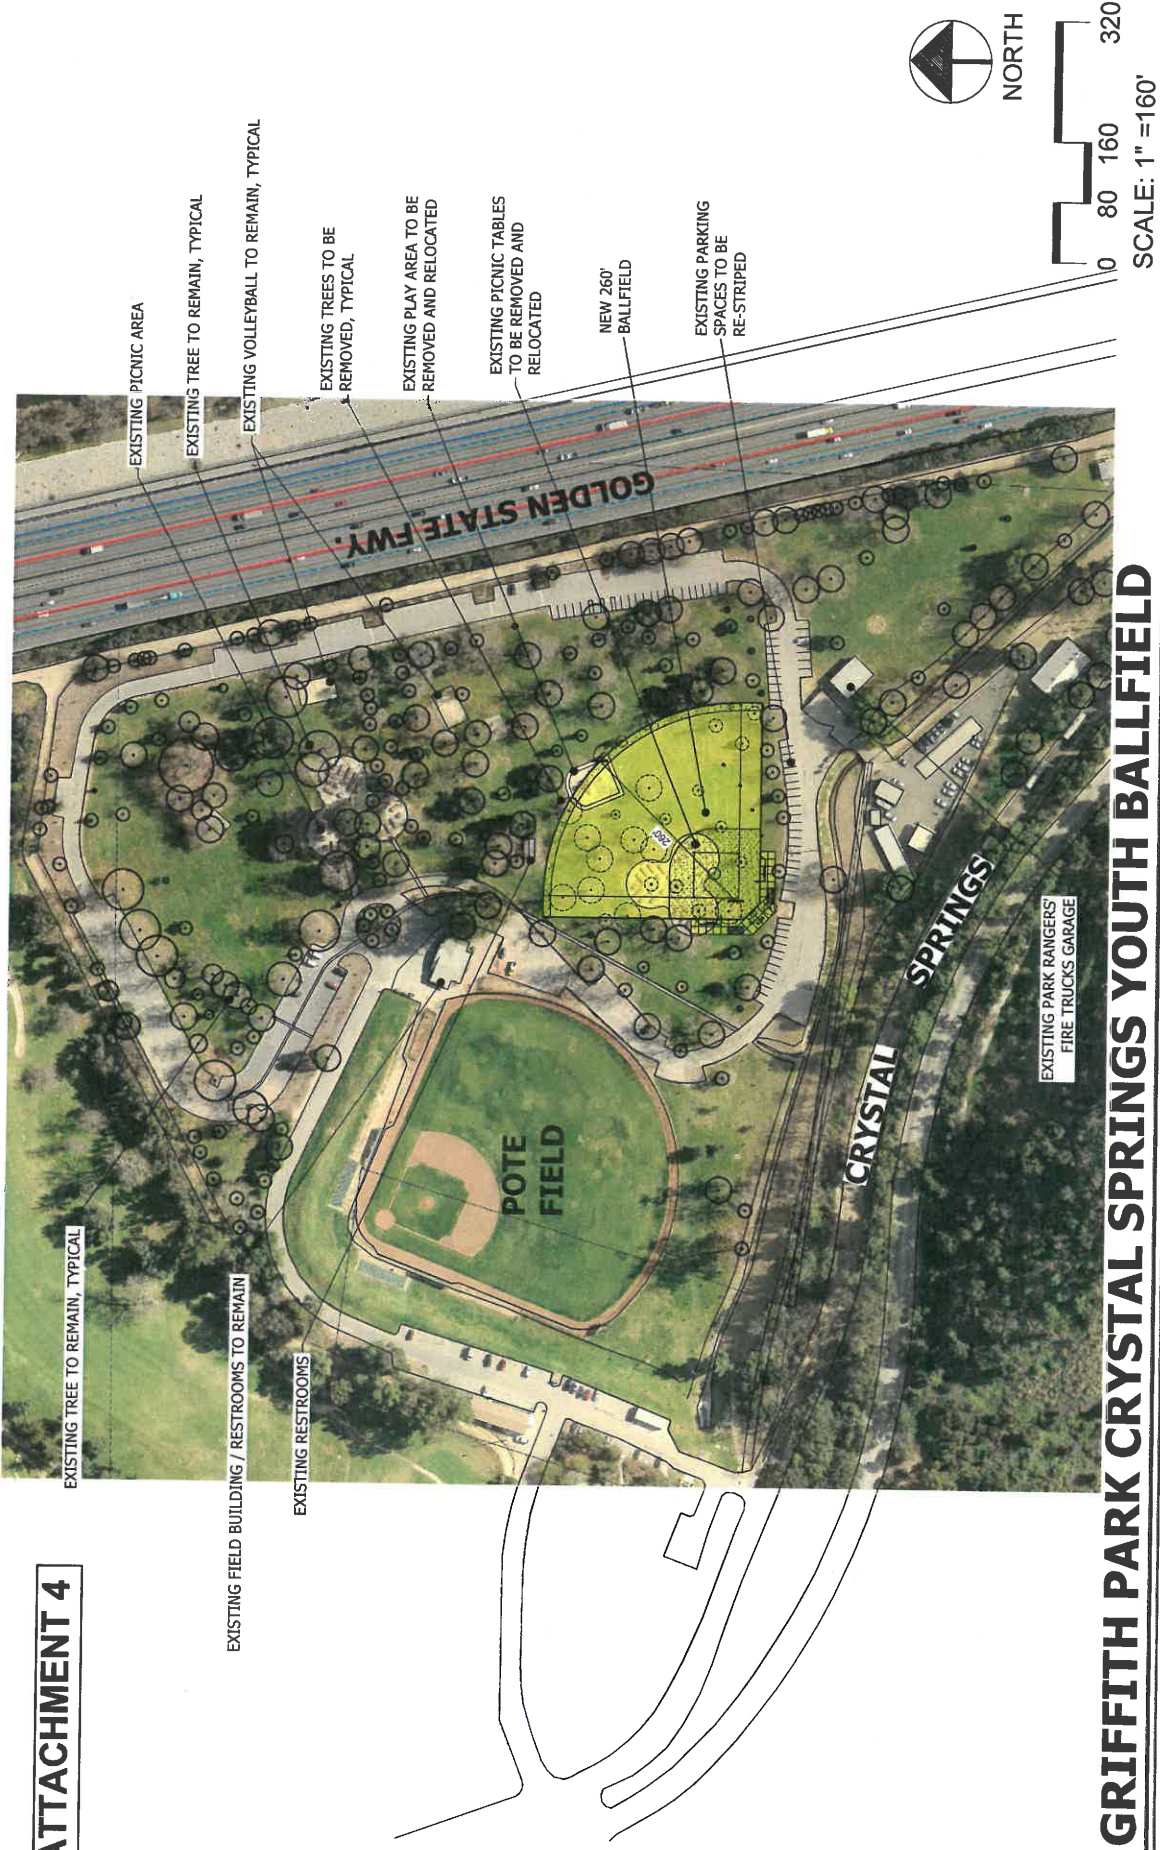 ATTACHMENT 4
EXISTING TREE TO REMAIN, TYPICAL
EXISTING FIELD BUILDING / RESTROOMS TO REMAIN
EXISTING RESTROOMS
EXISTING PICNIC AREA
EXISTING TREE TO REMAIN, TYPICAL
EXISTING VOLLEYBALL TO REMAIN, TYPICAL
EXISTING TREES TO BE
REMOVED, TYPICAL
EXISTING PLAY AREA TO BE
REMOVED AND RELOCATED
EXISTING PICNIC TABLES
TO BE REMOVED AND
RELOCATED
NEW 260'
BALLFIELD
EXISTING PARKING
SPACES TO BE
RE-STRIPED
GOLDEN STATE FWY.
260'
POTE
FIELD
CRYSTAL
SPRINGS
EXISTING PARK RANGERS'
FIRE TRUCKS GARAGE
NORTH
0 80 160 320
SCALE: 1" =160'
GRIFFITH PARK CRYSTAL SPRINGS YOUTH BALLFIELD